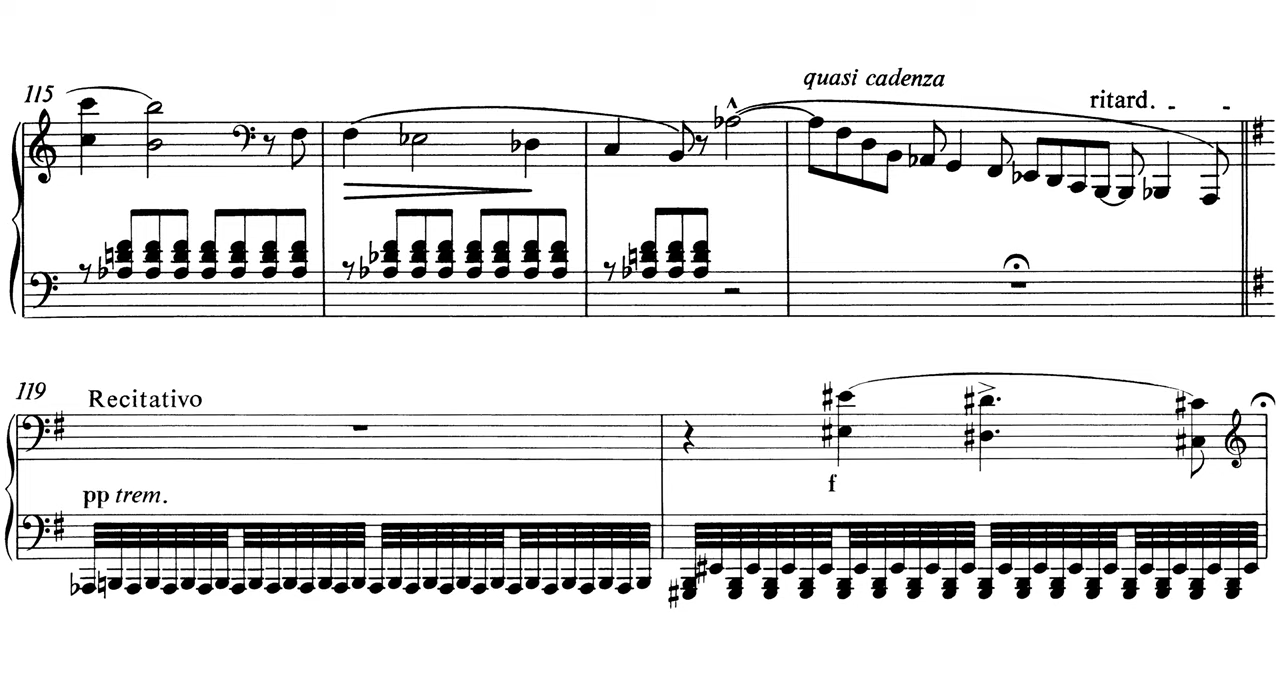 quasi cadenza
115
ritard. - -
119
Recitativo
pp trem.
f